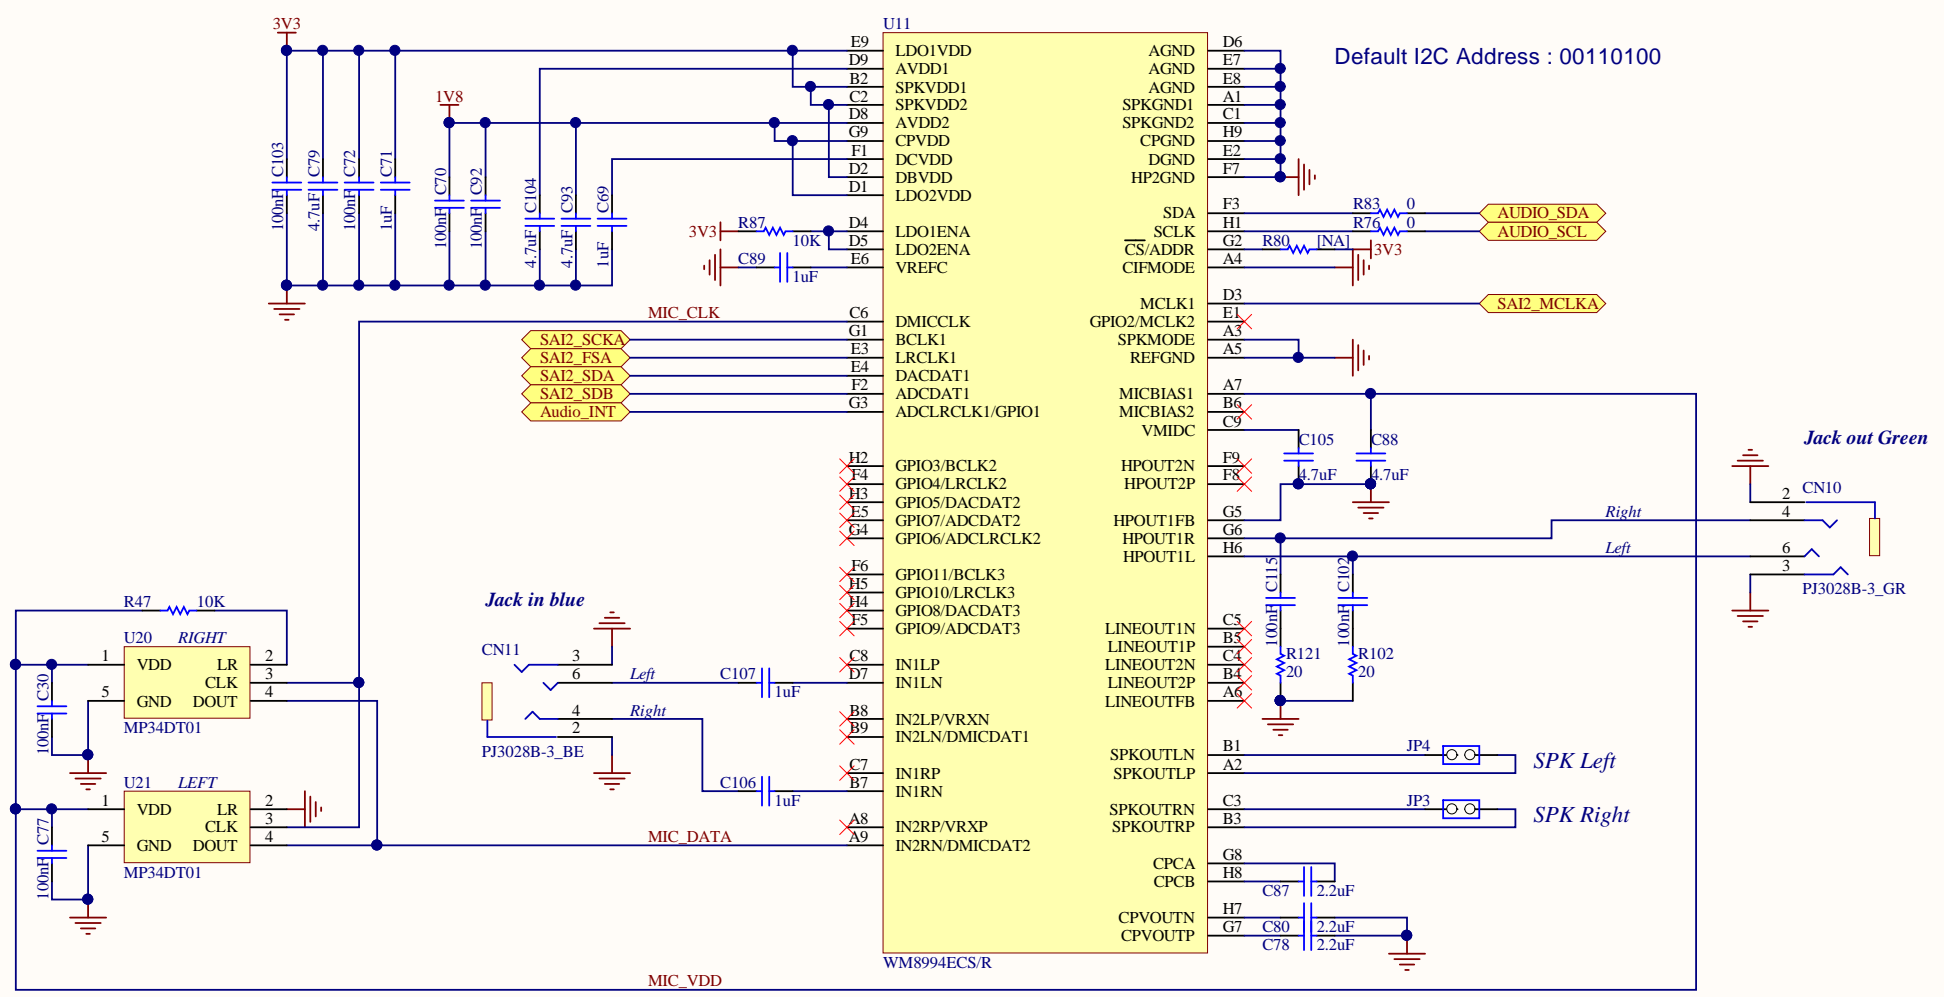 U11
Default I2C Address : 00110100
3V3
1V8
C103 100nF
C79 4.7uF
C72 100nF
C71 1uF
C70 100nF
C92 100nF
C104 4.7uF
C93 4.7uF
C69 1uF
E9 LDO1VDD
D9 AVDD1
B2 SPKVDD1
C2 SPKVDD2
D8 AVDD2
G9 CPVDD
F1 DCVDD
D2 DBVDD
D1 LDO2VDD
3V3 R87 10K D4 LDO1ENA
D5 LDO2ENA
C89 1uF E6 VREFC
MIC_CLK C6 DMICCLK
SAI2_SCKA G1 BCLK1
SAI2_FSA E3 LRCLK1
SAI2_SDA E4 DACDAT1
SAI2_SDB F2 ADCDAT1
Audio_INT G3 ADCLRCLK1/GPIO1
H2 GPIO3/BCLK2
F4 GPIO4/LRCLK2
H3 GPIO5/DACDAT2
E5 GPIO7/ADCDAT2
G4 GPIO6/ADCLRCLK2
F6 GPIO11/BCLK3
H5 GPIO10/LRCLK3
H4 GPIO8/DACDAT3
F5 GPIO9/ADCDAT3
C8 IN1LP
D7 IN1LN
B8 IN2LP/VRXN
B9 IN2LN/DMICDAT1
C7 IN1RP
B7 IN1RN
A8 IN2RP/VRXP
MIC_DATA A9 IN2RN/DMICDAT2
AGND D6
AGND E7
AGND E8
SPKGND1 A1
SPKGND2 C1
CPGND H9
DGND E2
HP2GND F7
SDA F3 R83 0 AUDIO_SDA
SCLK H1 R76 0 AUDIO_SCL
CS/ADDR G2 R80 [NA] 3V3
CIFMODE A4
MCLK1 D3 SAI2_MCLKA
GPIO2/MCLK2 E1
SPKMODE A3
REFGND A5
MICBIAS1 A7
MICBIAS2 B6
VMIDC C9
C105 4.7uF
C88 4.7uF
HPOUT2N F9
HPOUT2P F8
HPOUT1FB G5
HPOUT1R G6 Right
HPOUT1L H6 Left
C115 100nF
C102 100nF
R121 20
R102 20
LINEOUT1N C5
LINEOUT1P B5
LINEOUT2N C4
LINEOUT2P B4
LINEOUTFB A6
SPKOUTLN B1 JP4
SPKOUTLP A2
SPK Left
SPKOUTRN C3 JP3
SPKOUTRP B3
SPK Right
CPCA G8
CPCB H8 C87 2.2uF
CPVOUTN H7 C80 2.2uF
CPVOUTP G7 C78 2.2uF
WM8994ECS/R
Jack out Green
CN10
2
4
6
3
PJ3028B-3_GR
Jack in blue
CN11
3
6 Left C107 1uF
4 Right
2
PJ3028B-3_BE
C106 1uF
R47 10K
U20 RIGHT
1 VDD LR 2
CLK 3
5 GND DOUT 4
MP34DT01
C30 100nF
U21 LEFT
1 VDD LR 2
CLK 3
5 GND DOUT 4
MP34DT01
C77 100nF
MIC_VDD